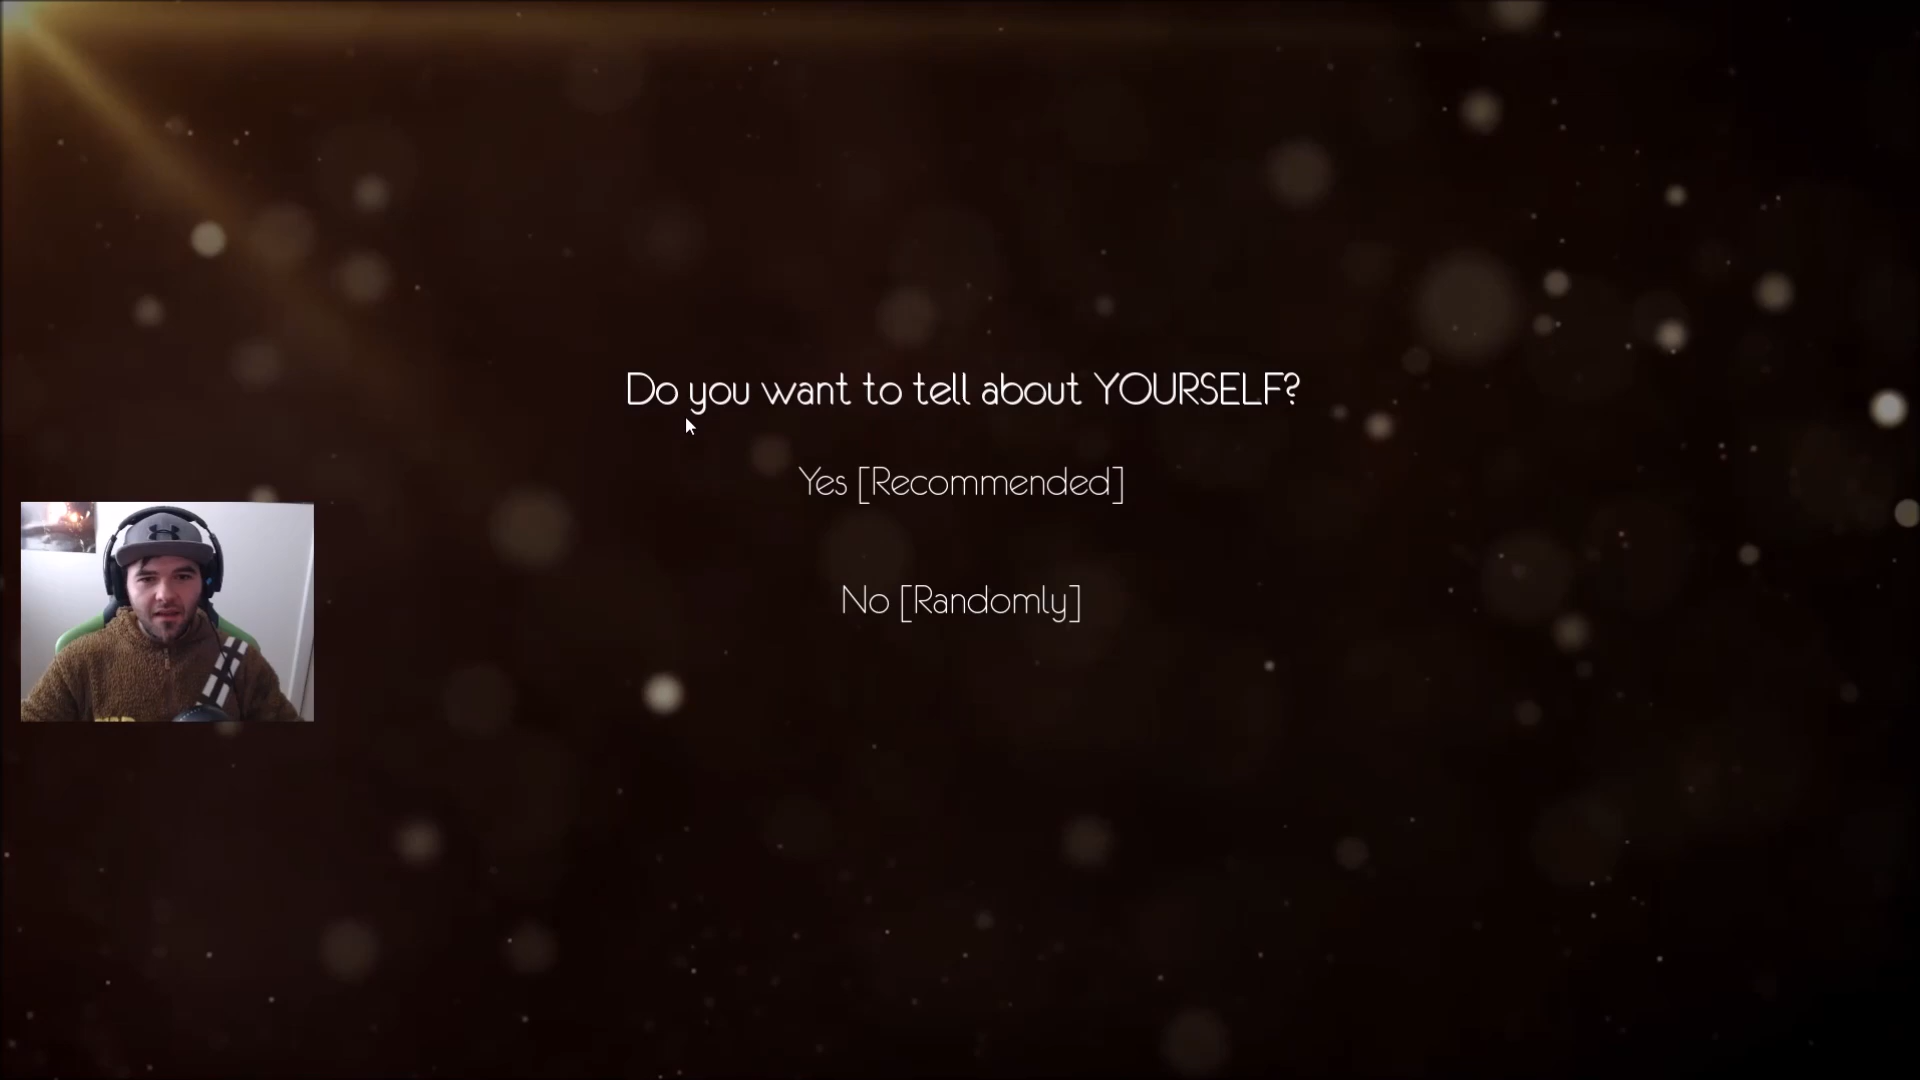 Do you want to tell about YOURSELF?
Yes [Recommended]
No [Randomly]